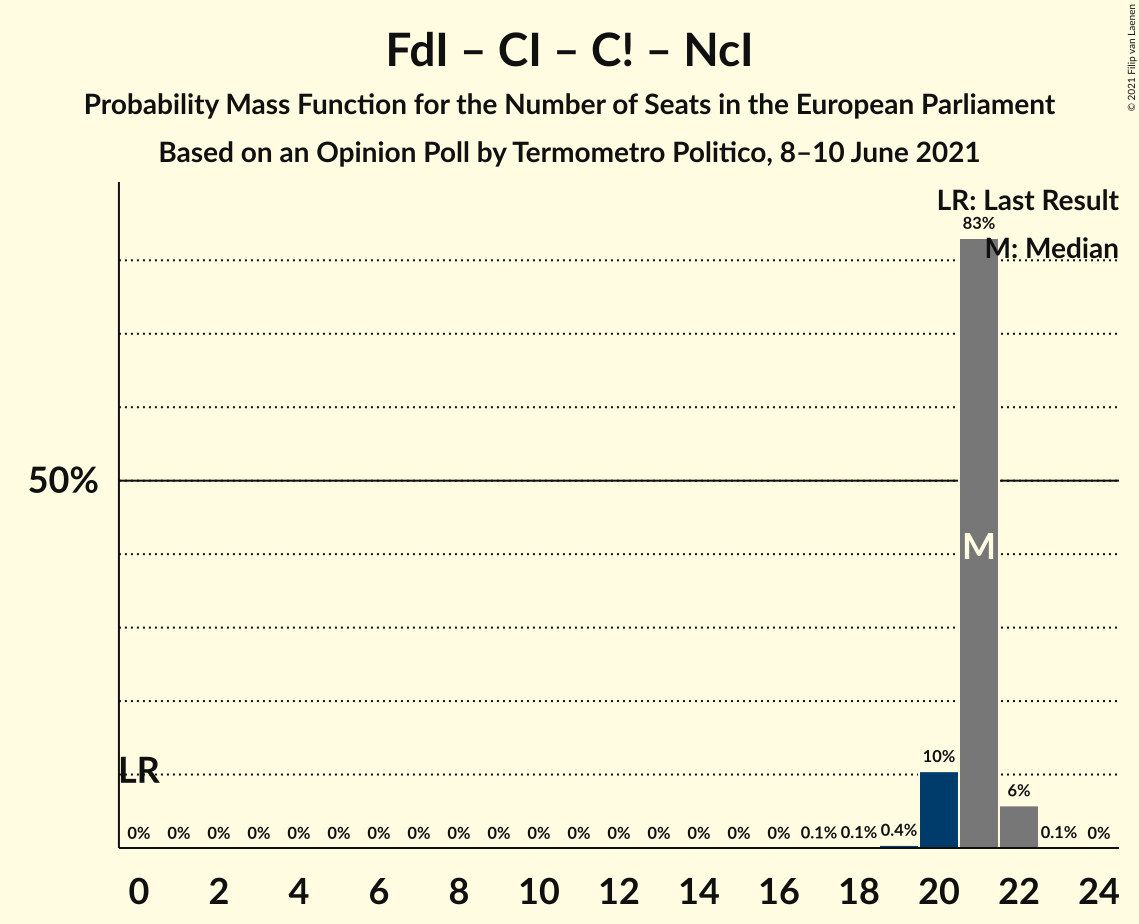 FdI – CI – C! – NcI
Probability Mass Function for the Number of Seats in the European Parliament
Based on an Opinion Poll by Termometro Politico, 8–10 June 2021
© 2021 Filip van Laenen
LR: Last Result
83%
M: Median
50%
M
LR
10%
6%
0% 0% 0% 0% 0% 0% 0% 0% 0% 0% 0% 0% 0% 0% 0% 0% 0% 0.1% 0.1% 0.4% 0.1% 0%
0 2 4 6 8 10 12 14 16 18 20 22 24